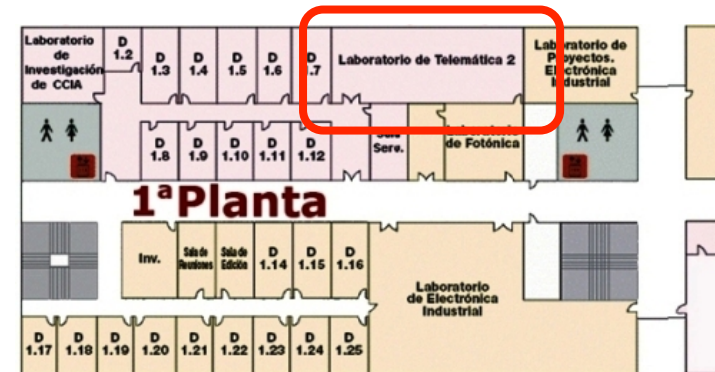 Laboratorio
de
Investigación
de CCIA
D
1.2
D
1.3
D
1.4
D
1.5
D
1.6
D
1.7
Laboratorio de Telemática 2
Laboratorio de
Proyectos.
Electrónica
Industrial
D
1.8
D
1.9
D
1.10
D
1.11
D
1.12
Sala
Serv.
Laboratorio
de Fotónica
1ªPlanta
Inv.
Sala de
Reuniones
Sala de
Edición
D
1.14
D
1.15
D
1.16
Laboratorio
de Electrónica
Industrial
D
1.17
D
1.18
D
1.19
D
1.20
D
1.21
D
1.22
D
1.23
D
1.24
D
1.25